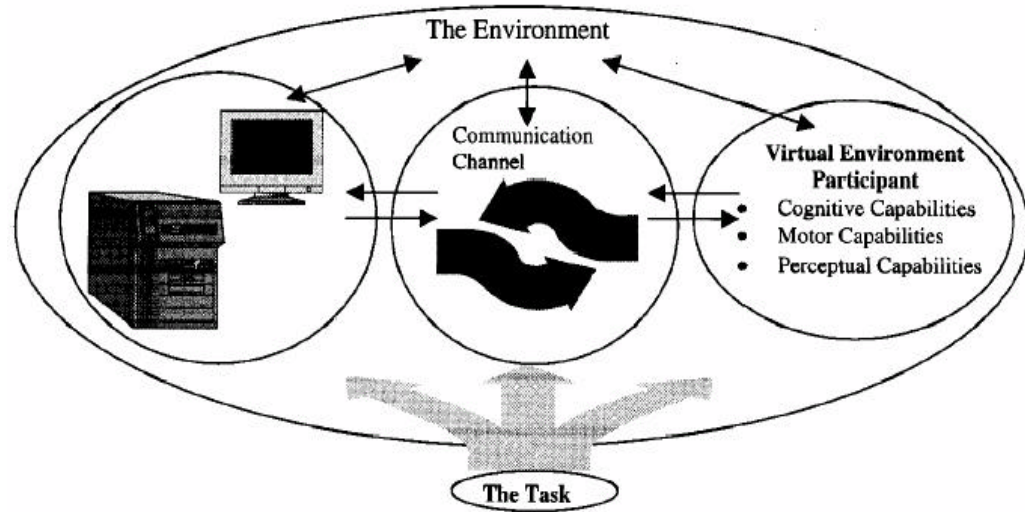 The Environment
Communication
Channel
Virtual Environment
Participant
• Cognitive Capabilities
• Motor Capabilities
• Perceptual Capabilities
The Task